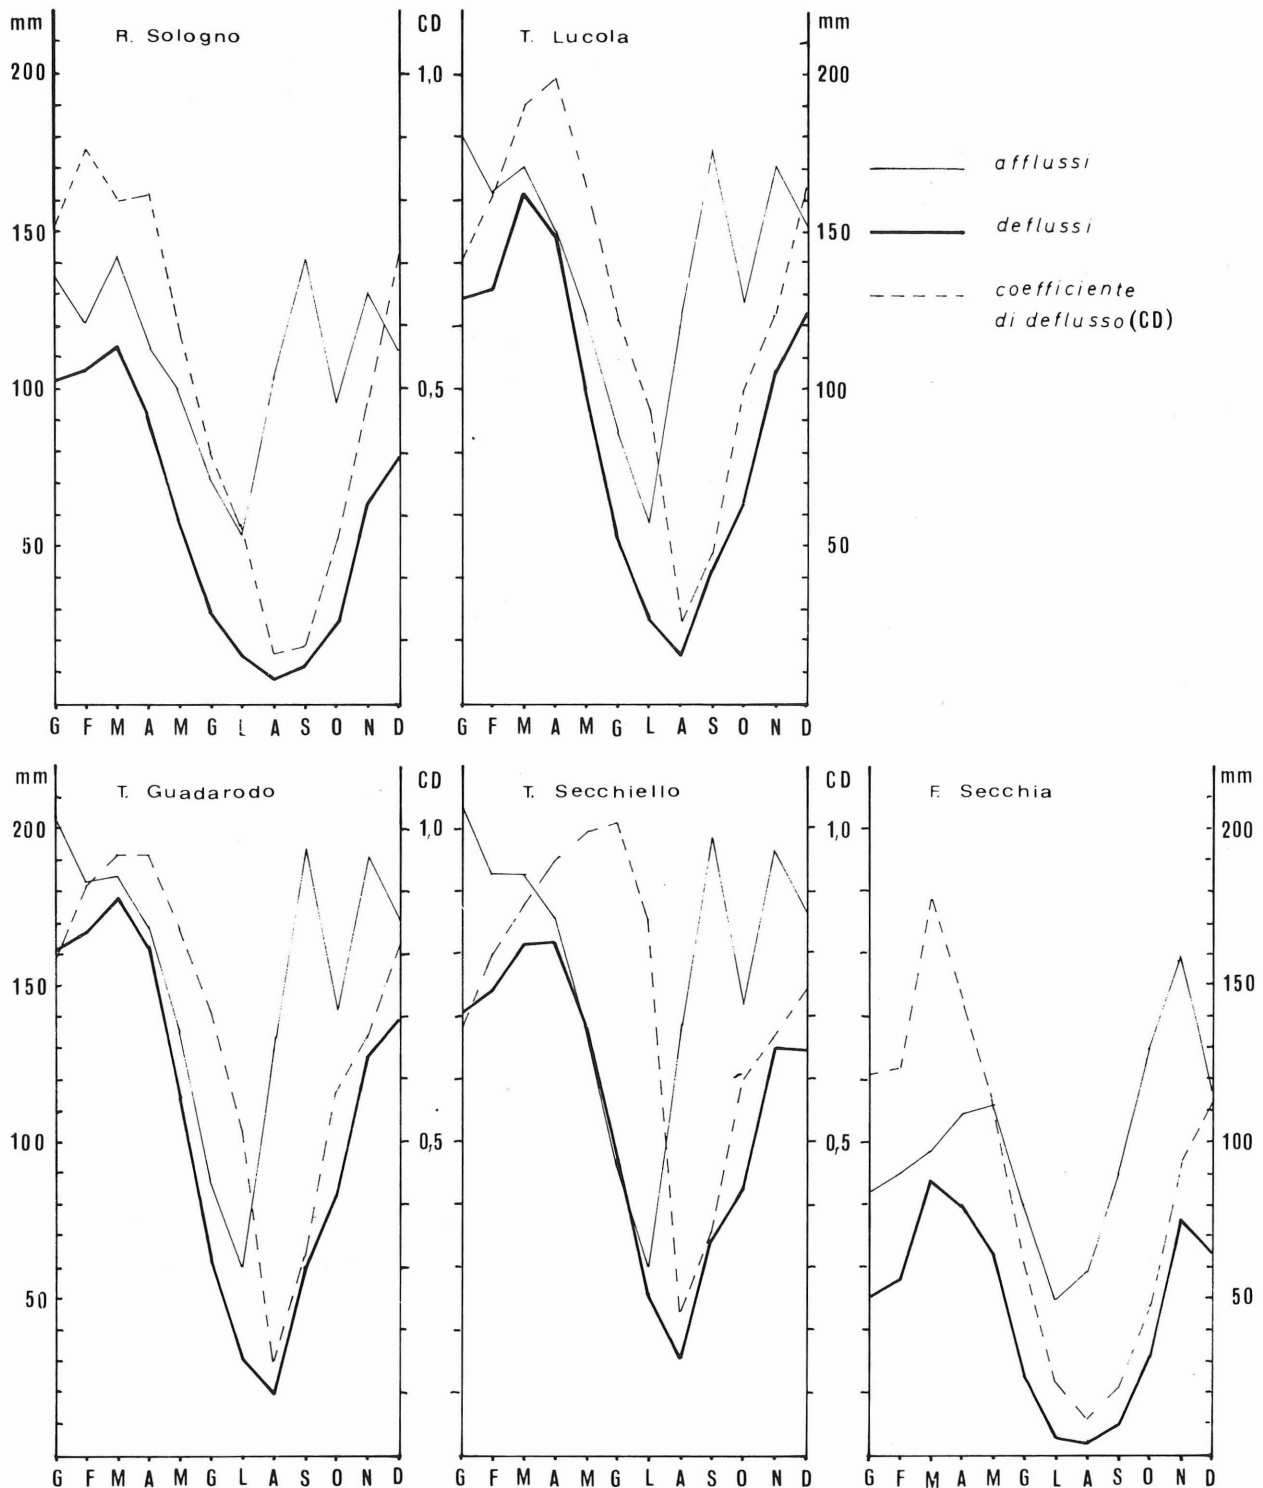 mm
R. Sologno
CD
T. Lucola
mm
200
1,0
200
afflussi
150
deflussi
150
coefficiente
di deflusso (CD)
100
0,5
100
50
50
G F M A M G L A S O N D
G F M A M G L A S O N D
mm
T. Guadarodo
CD
T. Secchiello
CD
F. Secchia
mm
200
1,0
1,0
200
150
150
100
0,5
0,5
100
50
50
G F M A M G L A S O N D
G F M A M G L A S O N D
G F M A M G L A S O N D